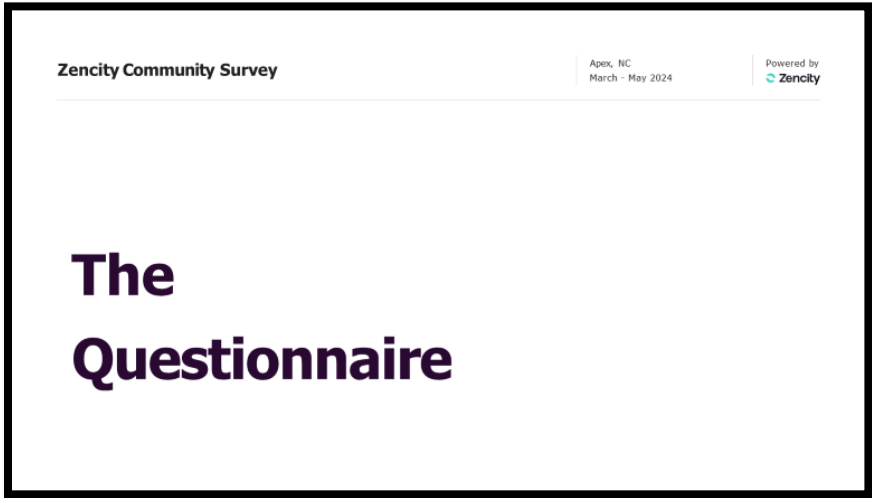 Zencity Community Survey
Apex, NC
March - May 2024
Powered by
Zencity
The
Questionnaire